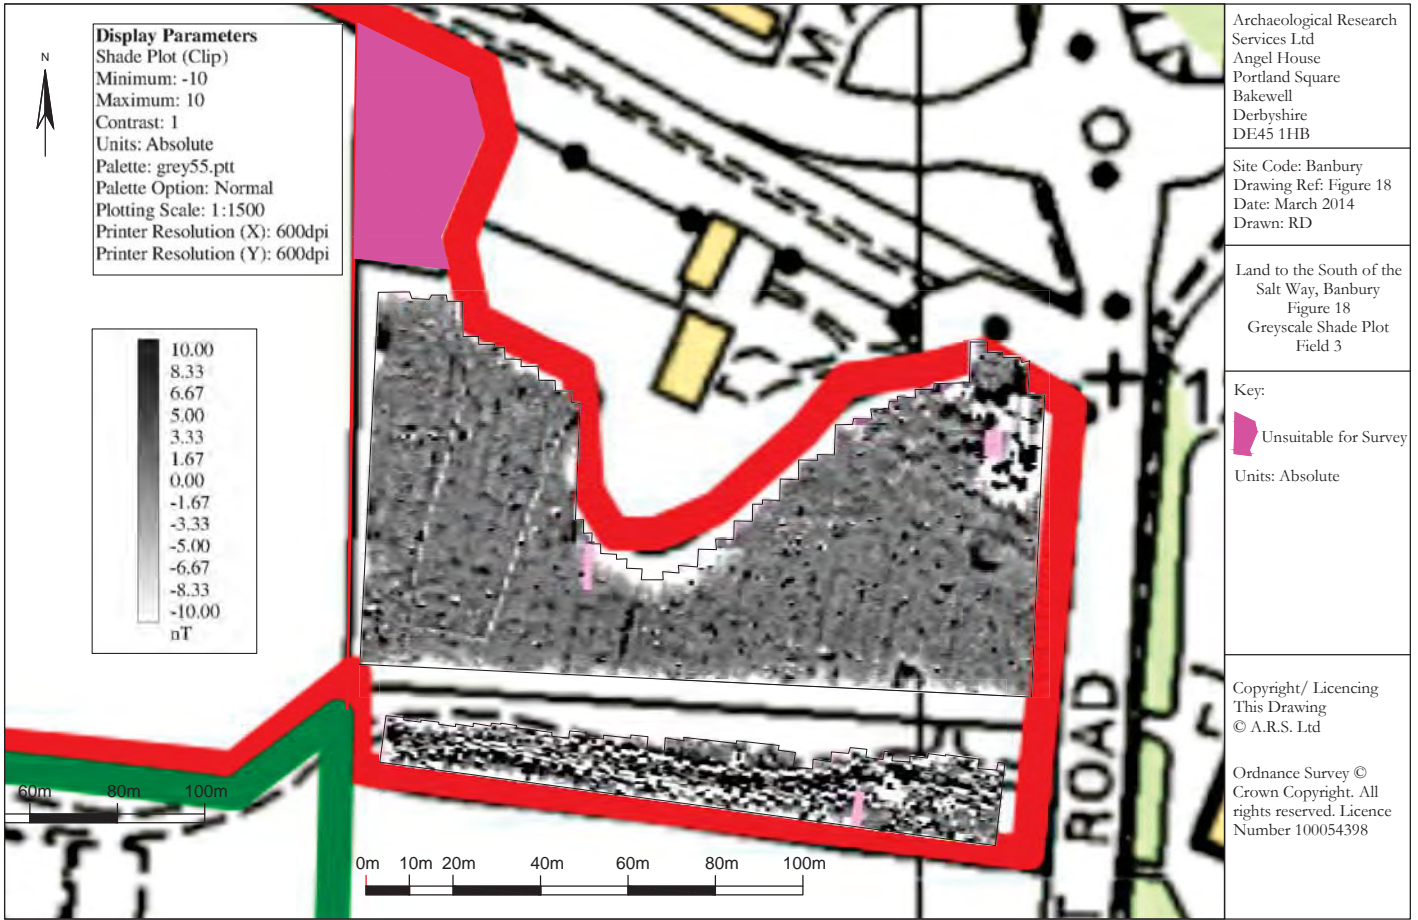 N
Display Parameters
Shade Plot (Clip)
Minimum: -10
Maximum: 10
Contrast: 1
Units: Absolute
Palette: grey55.ptt
Palette Option: Normal
Plotting Scale: 1:1500
Printer Resolution (X): 600dpi
Printer Resolution (Y): 600dpi
10.00
8.33
6.67
5.00
3.33
1.67
0.00
-1.67
-3.33
-5.00
-6.67
-8.33
-10.00
nT
60m 80m 100m
0m 10m 20m 40m 60m 80m 100m
ROAD
Archaeological Research
Services Ltd
Angel House
Portland Square
Bakewell
Derbyshire
DE45 1HB
Site Code: Banbury
Drawing Ref: Figure 18
Date: March 2014
Drawn: RD
Land to the South of the
Salt Way, Banbury
Figure 18
Greyscale Shade Plot
Field 3
Key:
Unsuitable for Survey
Units: Absolute
Copyright/ Licencing
This Drawing
© A.R.S. Ltd
Ordnance Survey ©
Crown Copyright. All
rights reserved. Licence
Number 100054398